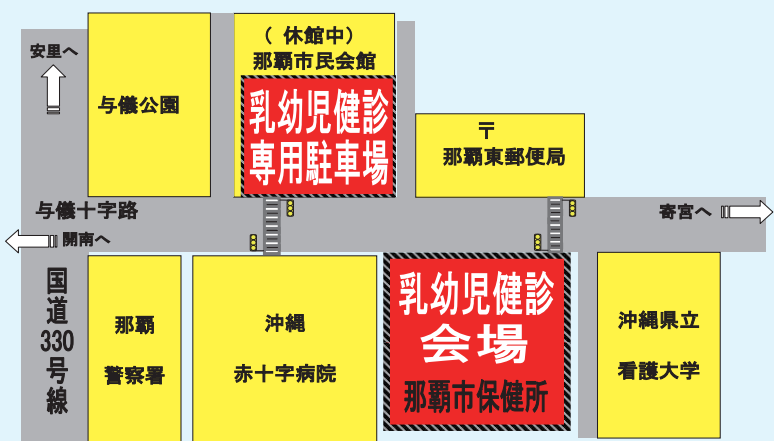 安里へ
与儀公園
（ 休館中）
那覇市民会館
乳幼児健診
専用駐車場
〒
那覇東郵便局
与儀十字路
開南へ
寄宮へ
国道330号線
那覇
警察署
沖縄
赤十字病院
乳幼児健診
会場
那覇市保健所
沖縄県立
看護大学